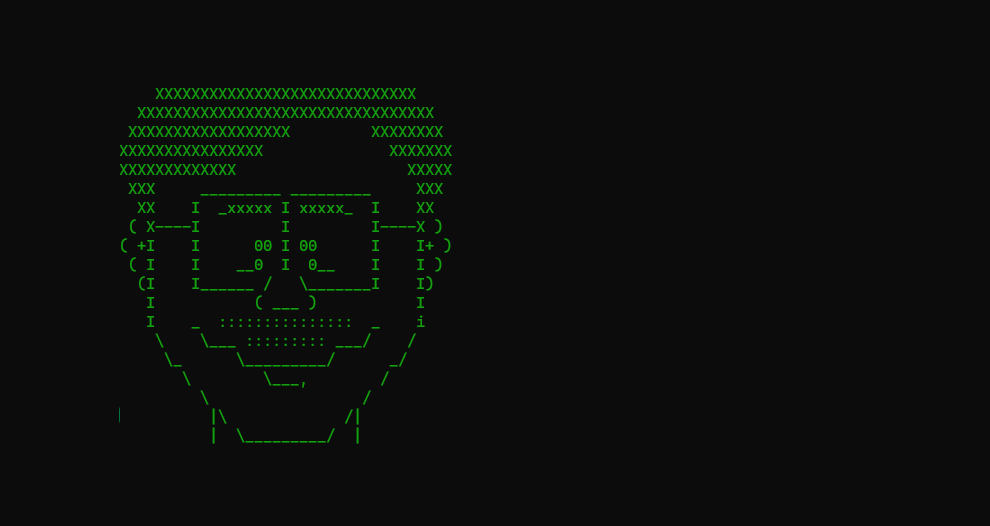 XXXXXXXXXXXXXXXXXXXXXXXXXXXXX
  XXXXXXXXXXXXXXXXXXXXXXXXXXXXXXXXX
 XXXXXXXXXXXXXXXXXX         XXXXXXXX
XXXXXXXXXXXXXXXX              XXXXXXX
XXXXXXXXXXXXX                   XXXXX
 XXX     _________ _________     XXX
  XX    I  _xxxxx I xxxxx_  I    XX
 ( X----I         I         I----X )
( +I    I      00 I 00      I    I+ )
 ( I    I    __0  I  0__    I    I )
  (I    I______ /   \_______I    I)
   I           ( ___ )           I
   I    _  :::::::::::::::  _    i
    \    \___ ::::::::: ___/    /
     \_      \_________/      _/
       \        \___,        /
         \                 /
          |\             /|
          |  \_________/  |